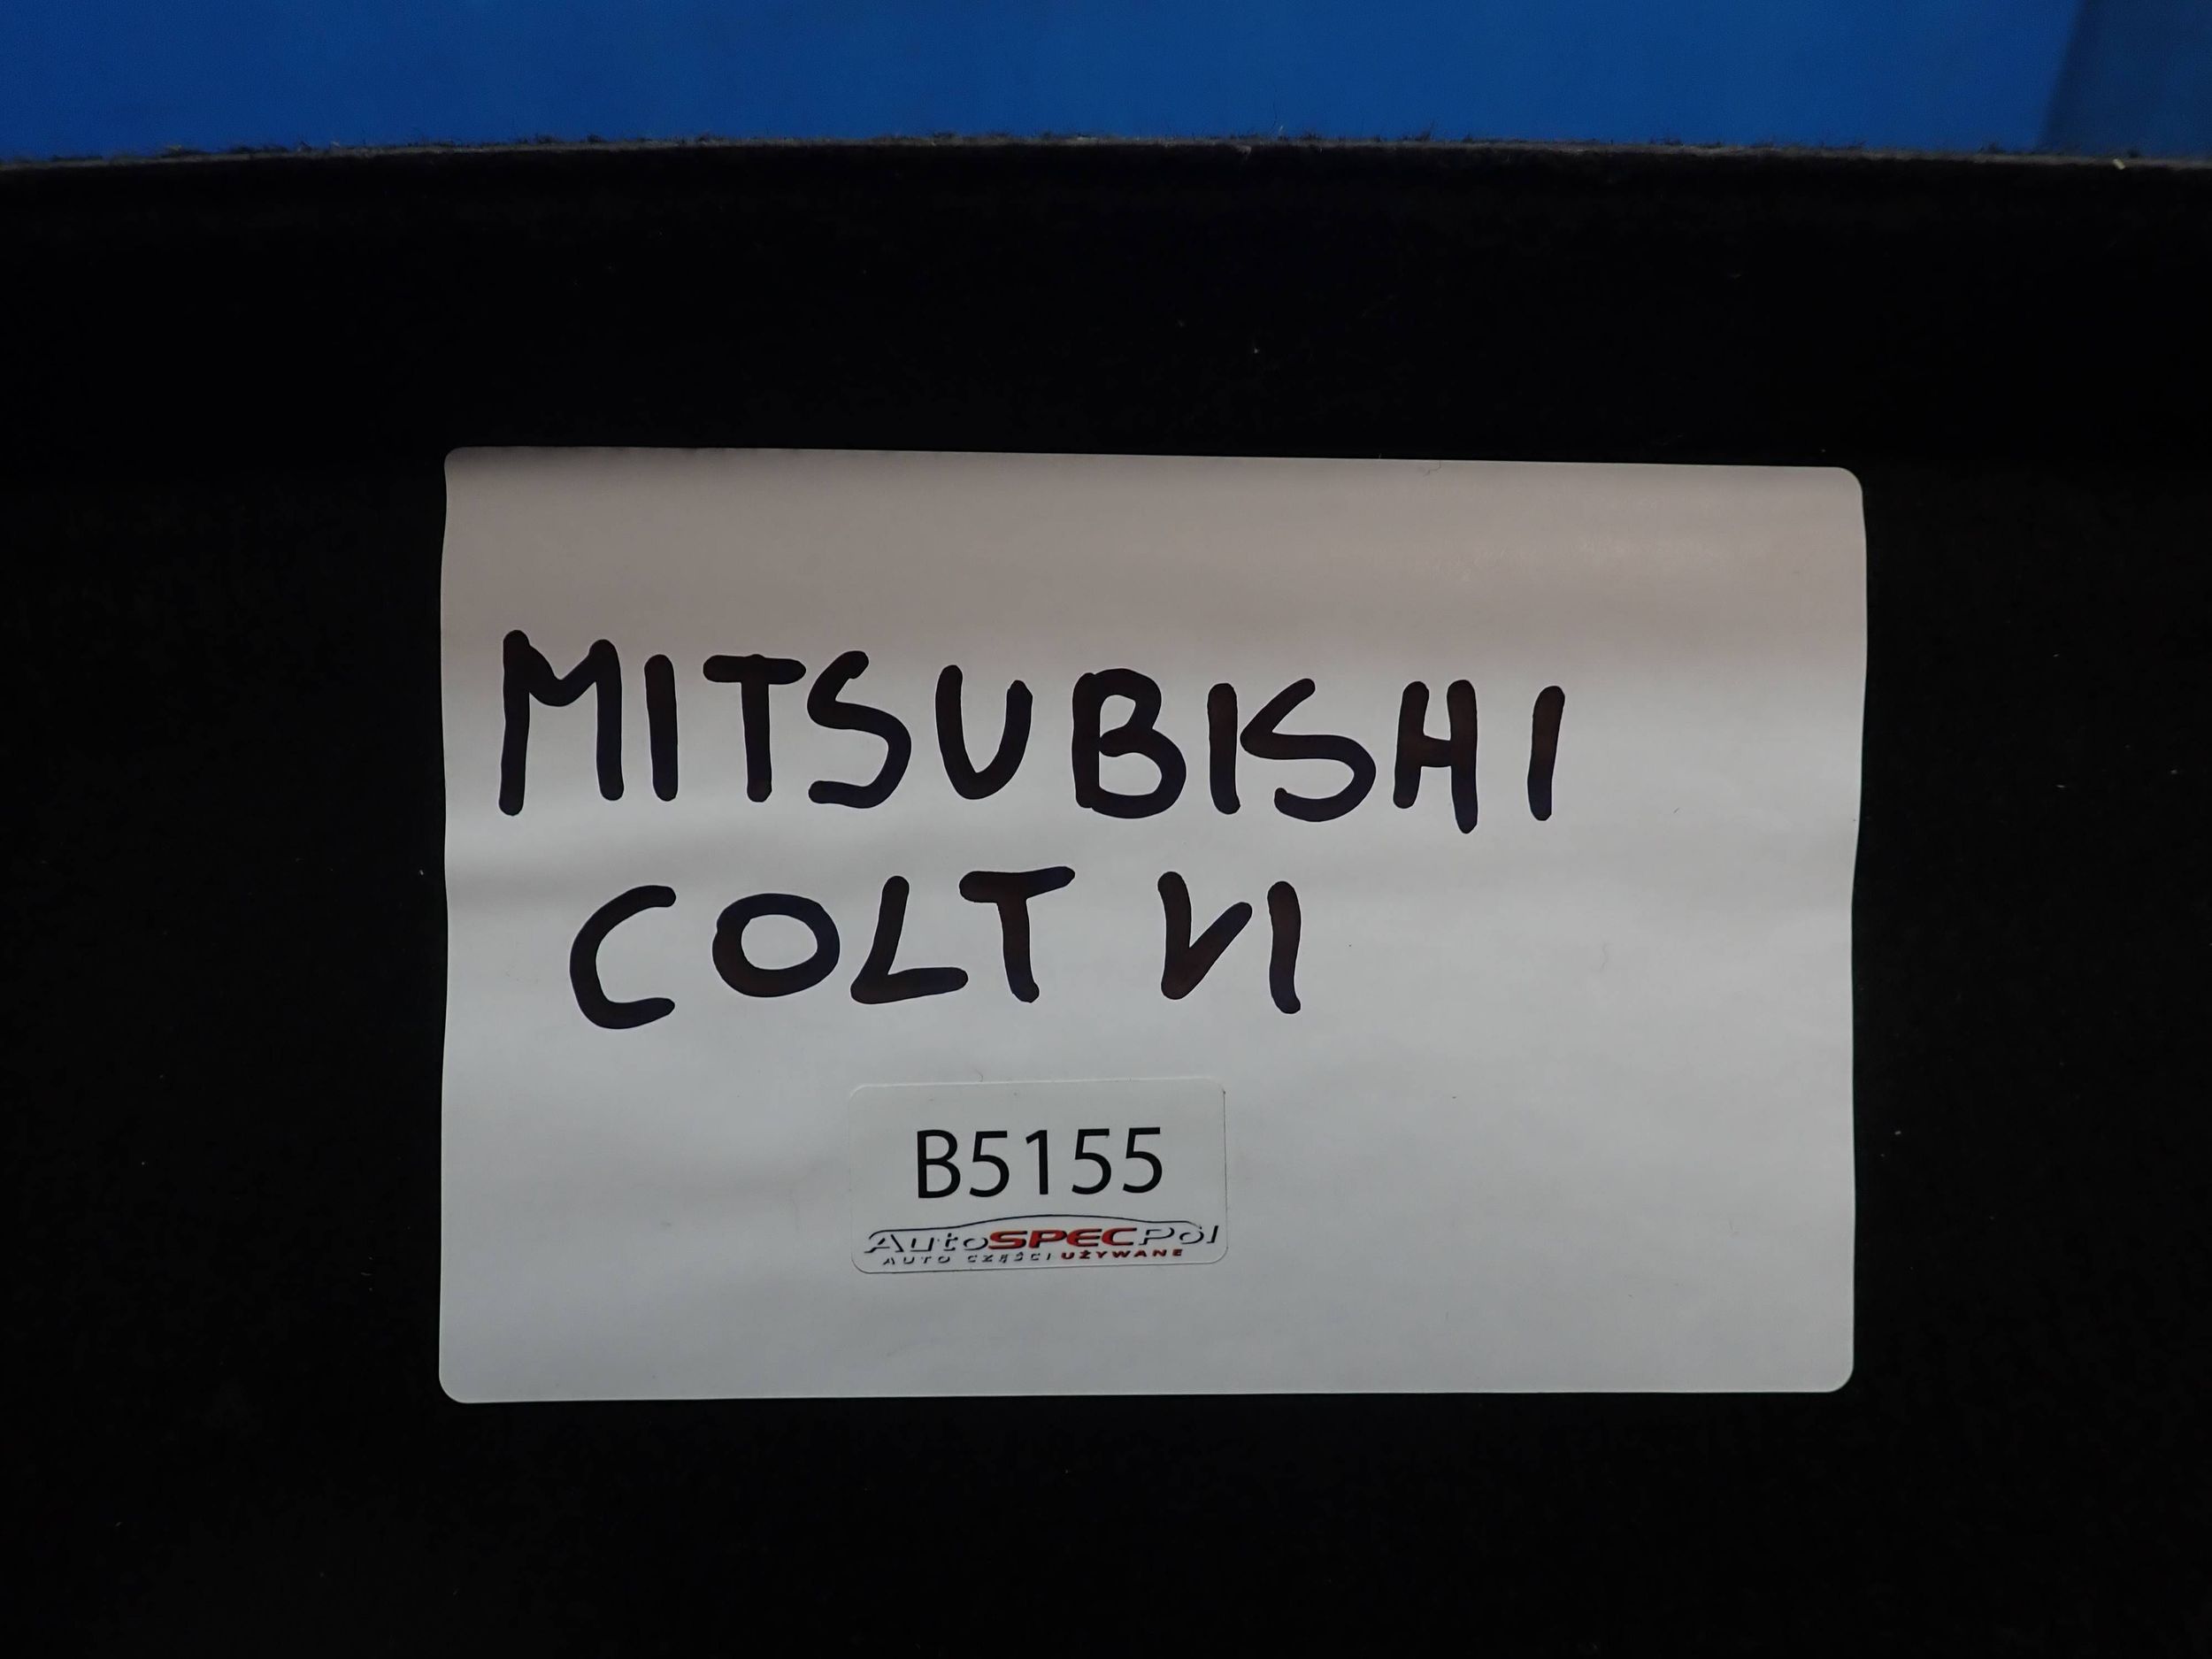 MITSUBISHI
COLT VI
B5155
AutoSPECPol
AUTO CZĘŚCI UŻYWANE